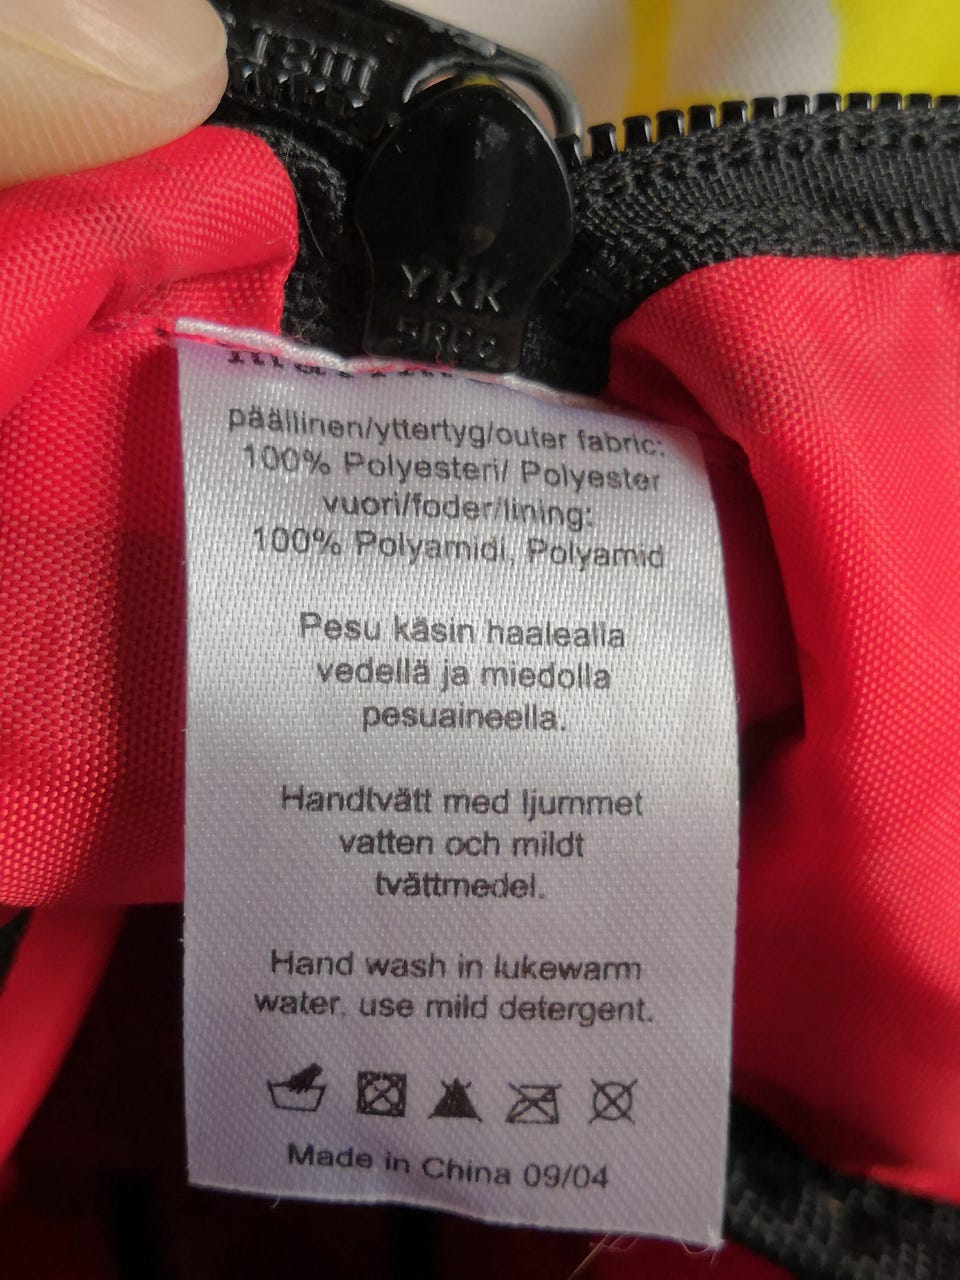 YKK
5RC6
päällinen/yttertyg/outer fabric:
100% Polyesteri/ Polyester
vuori/foder/lining:
100% Polyamidi, Polyamid
Pesu käsin haalealla
vedellä ja miedolla
pesuaineella.
Handtvätt med ljummet
vatten och mildt
tvättmedel.
Hand wash in lukewarm
water, use mild detergent.
Made in China 09/04